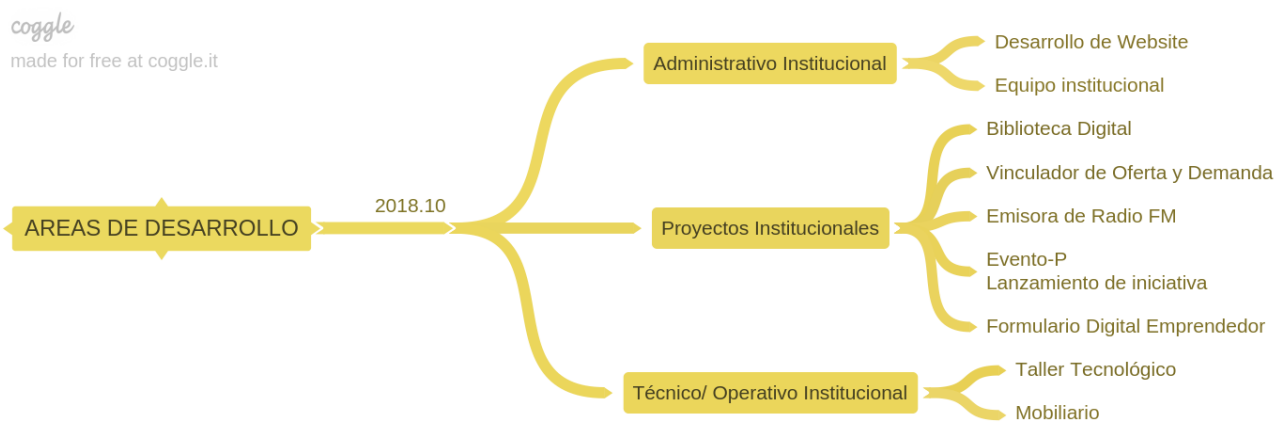 coggle
made for free at coggle.it
AREAS DE DESARROLLO
2018.10
Administrativo Institucional
Desarrollo de Website
Equipo institucional
Proyectos Institucionales
Biblioteca Digital
Vinculador de Oferta y Demanda
Emisora de Radio FM
Evento-P
Lanzamiento de iniciativa
Formulario Digital Emprendedor
Técnico/ Operativo Institucional
Taller Tecnológico
Mobiliario